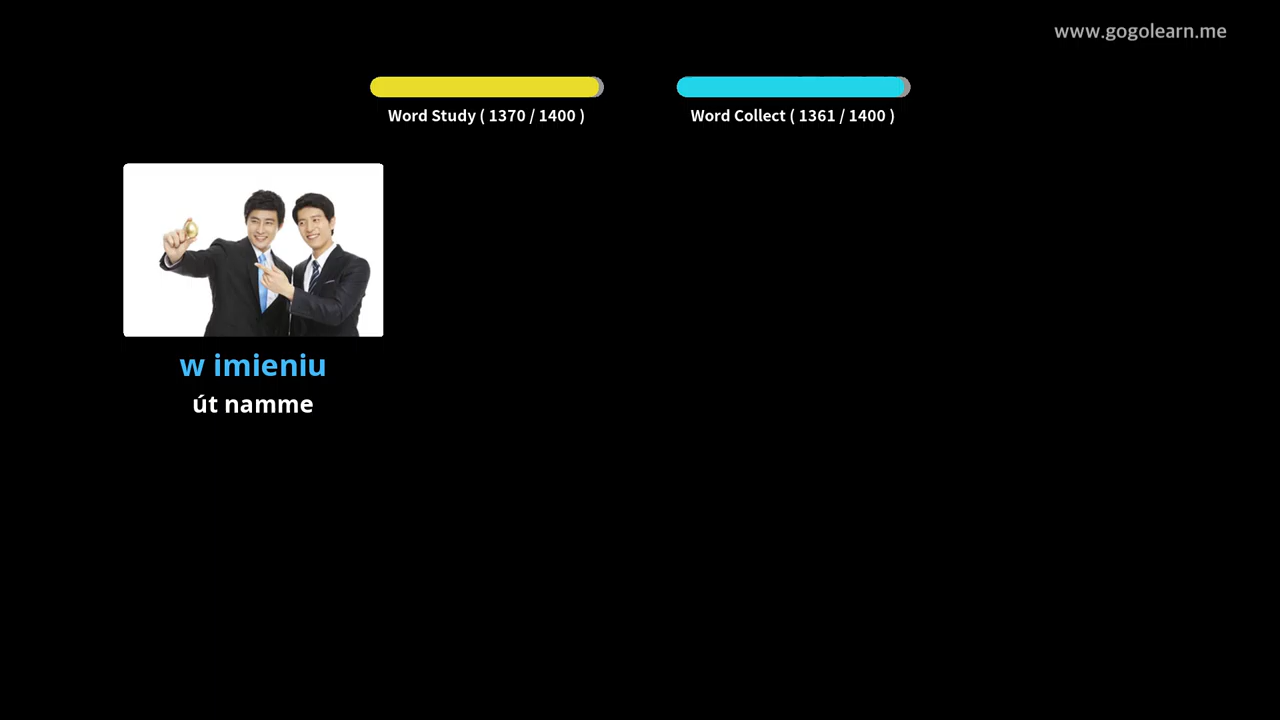 www.gogolearn.me
Word Study ( 1370 / 1400 )
Word Collect ( 1361 / 1400 )
w imieniu
út namme